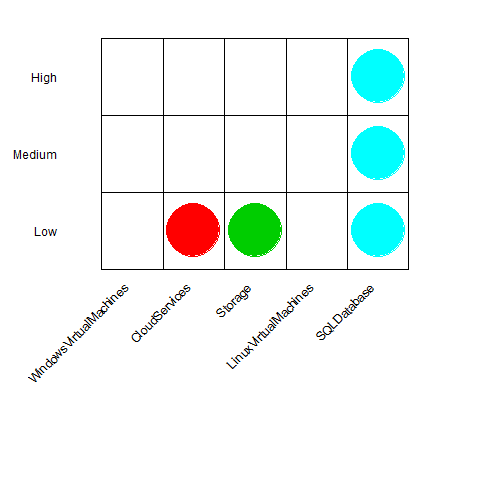 High
Medium
Low
WindowsVirtualMachines
CloudServices
Storage
LinuxVirtualMachines
SQLDatabase